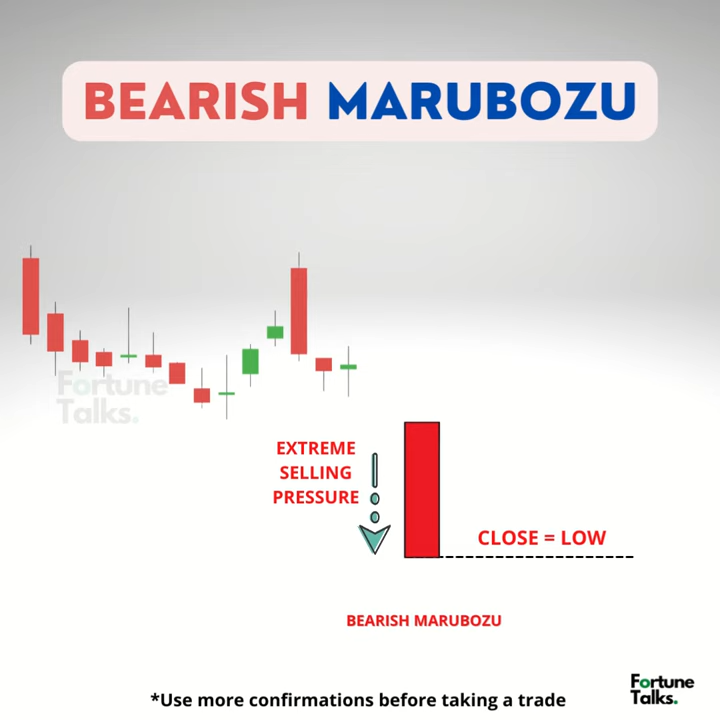 BEARISH MARUBOZU
Fortune
Talks.
EXTREME
SELLING
PRESSURE
CLOSE = LOW
BEARISH MARUBOZU
*Use more confirmations before taking a trade
Fortune
Talks.